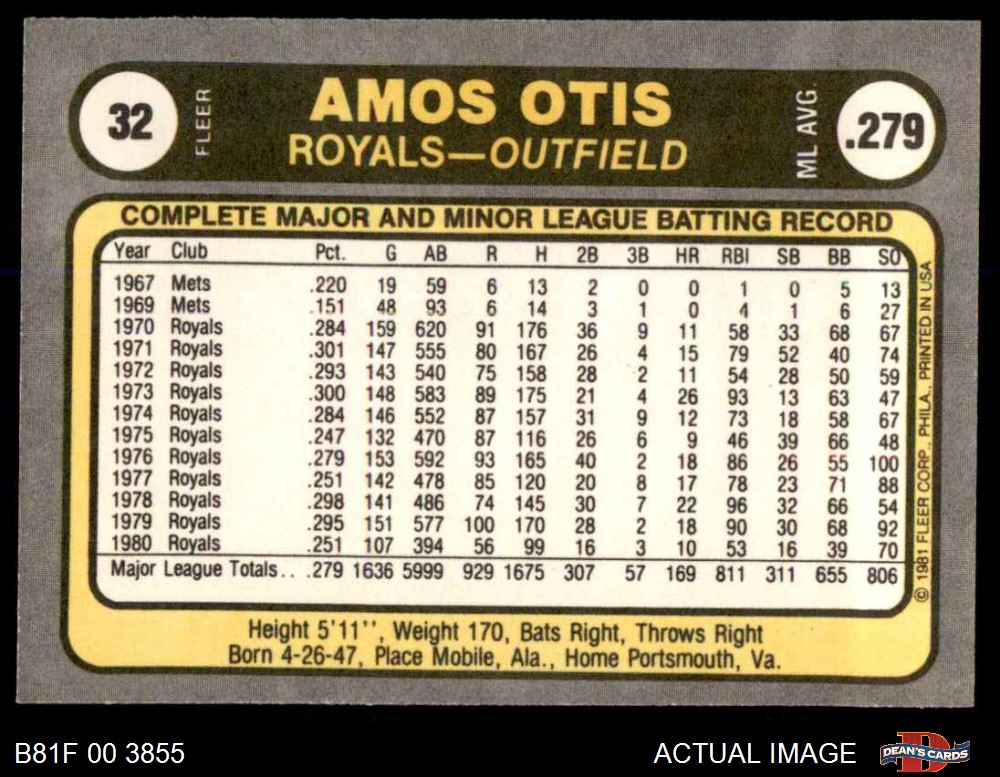 32 FLEER AMOS OTIS ML AVG. .279
ROYALS—OUTFIELD
COMPLETE MAJOR AND MINOR LEAGUE BATTING RECORD
Year Club Pct. G AB R H 2B 3B HR RBI SB BB SO
1967 Mets .220 19 59 6 13 2 0 0 1 0 5 13
1969 Mets .151 48 93 6 14 3 1 0 4 1 6 27
1970 Royals .284 159 620 91 176 36 9 11 58 33 68 67
1971 Royals .301 147 555 80 167 26 4 15 79 52 40 74
1972 Royals .293 143 540 75 158 28 2 11 54 28 50 59
1973 Royals .300 148 583 89 175 21 4 26 93 13 63 47
1974 Royals .284 146 552 87 157 31 9 12 73 18 58 67
1975 Royals .247 132 470 87 116 26 6 9 46 39 66 48
1976 Royals .279 153 592 93 165 40 2 18 86 26 55 100
1977 Royals .251 142 478 85 120 20 8 17 78 23 71 88
1978 Royals .298 141 486 74 145 30 7 22 96 32 66 54
1979 Royals .295 151 577 100 170 28 2 18 90 30 68 92
1980 Royals .251 107 394 56 99 16 3 10 53 16 39 70
Major League Totals. . .279 1636 5999 929 1675 307 57 169 811 311 655 806
© 1981 FLEER CORP., PHILA., PRINTED IN USA
Height 5'11'', Weight 170, Bats Right, Throws Right
Born 4-26-47, Place Mobile, Ala., Home Portsmouth, Va.
B81F 00 3855 ACTUAL IMAGE DEAN'S CARDS